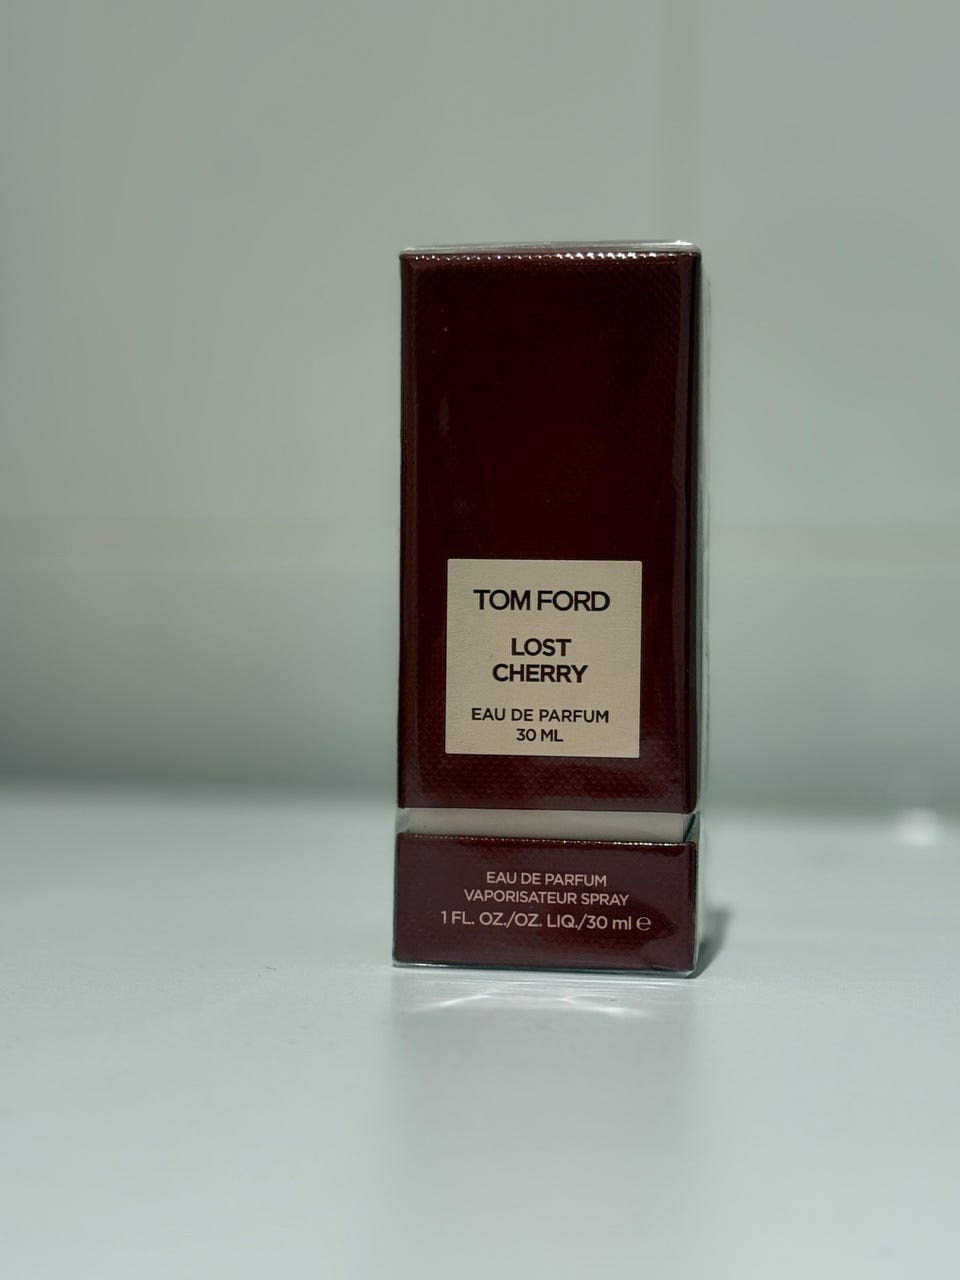 TOM FORD
LOST
CHERRY
EAU DE PARFUM
30 ML
EAU DE PARFUM
VAPORISATEUR SPRAY
1 FL. OZ./OZ. LIQ./30 ml ℮